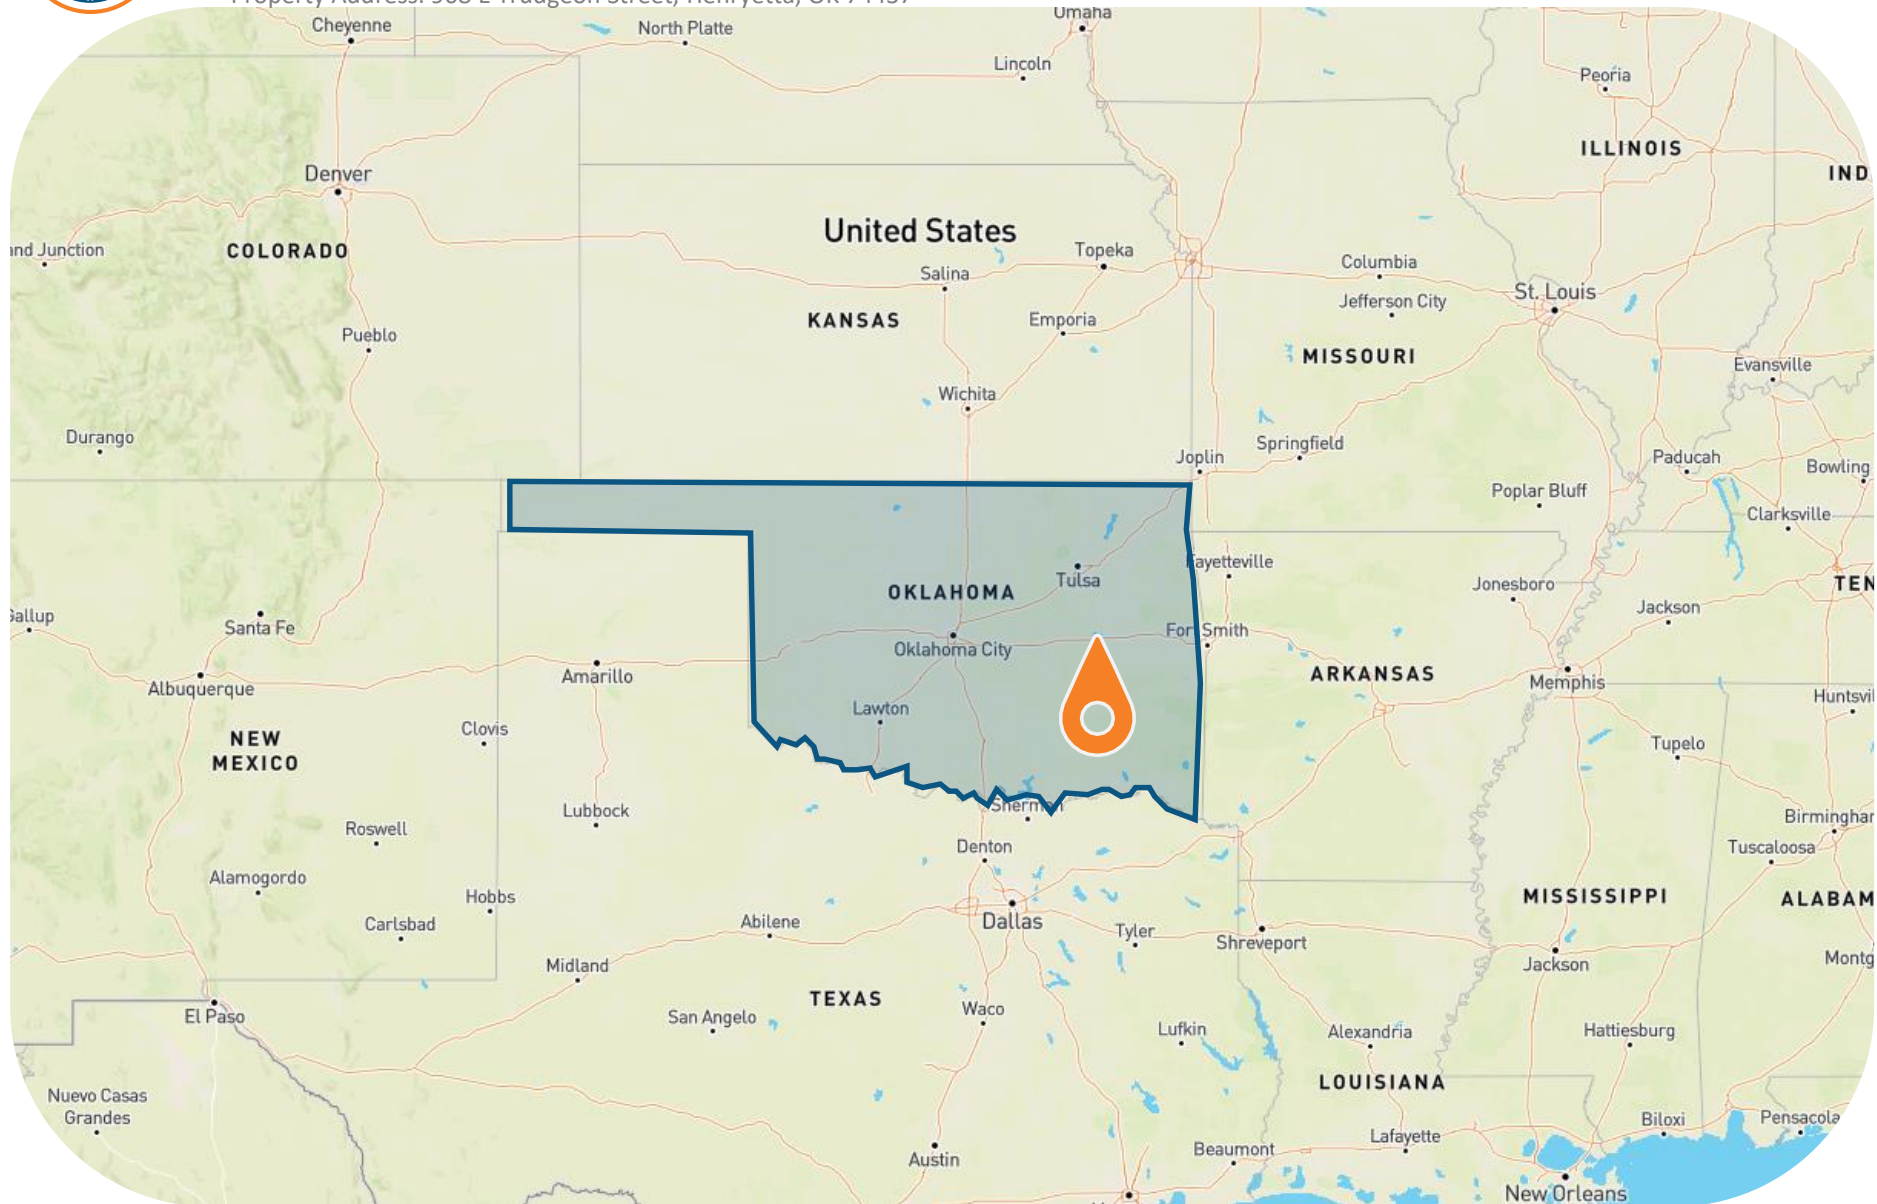 Cheyenne
North Platte
Omaha
Lincoln
Peoria
ILLINOIS
IND
Denver
United States
and Junction
COLORADO
Topeka
Salina
Columbia
St. Louis
Jefferson City
KANSAS
Emporia
Pueblo
MISSOURI
Evansville
Wichita
Durango
Springfield
Joplin
Paducah
Bowling
Poplar Bluff
Clarksville
Fayetteville
Tulsa
OKLAHOMA
Jonesboro
TEN
Jackson
Gallup
Santa Fe
Fort Smith
Oklahoma City
Amarillo
ARKANSAS
Memphis
Albuquerque
Huntsvil
Lawton
Clovis
NEW
MEXICO
Tupelo
Sherman
Lubbock
Roswell
Birmingham
Denton
Tuscaloosa
Alamogordo
Hobbs
MISSISSIPPI
ALABAM
Carlsbad
Abilene
Dallas
Tyler
Shreveport
Midland
Jackson
Montg
TEXAS
El Paso
San Angelo
Waco
Lufkin
Alexandria
Hattiesburg
LOUISIANA
Nuevo Casas
Grandes
Biloxi
Pensacola
Lafayette
Beaumont
Austin
New Orleans